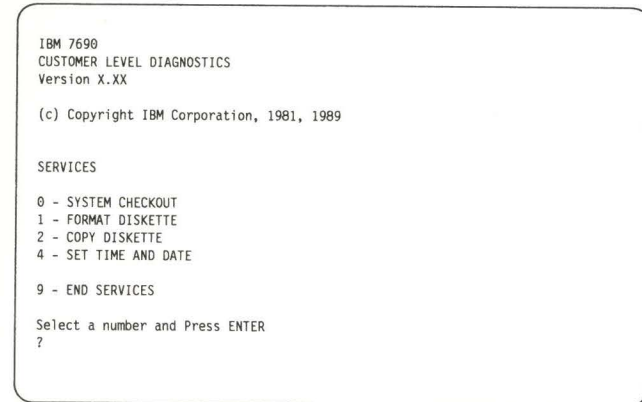 IBM 7690
CUSTOMER LEVEL DIAGNOSTICS
Version X.XX
(c) Copyright IBM Corporation, 1981, 1989
SERVICES
0 - SYSTEM CHECKOUT
1 - FORMAT DISKETTE
2 - COPY DISKETTE
4 - SET TIME AND DATE
9 - END SERVICES
Select a number and Press ENTER
?